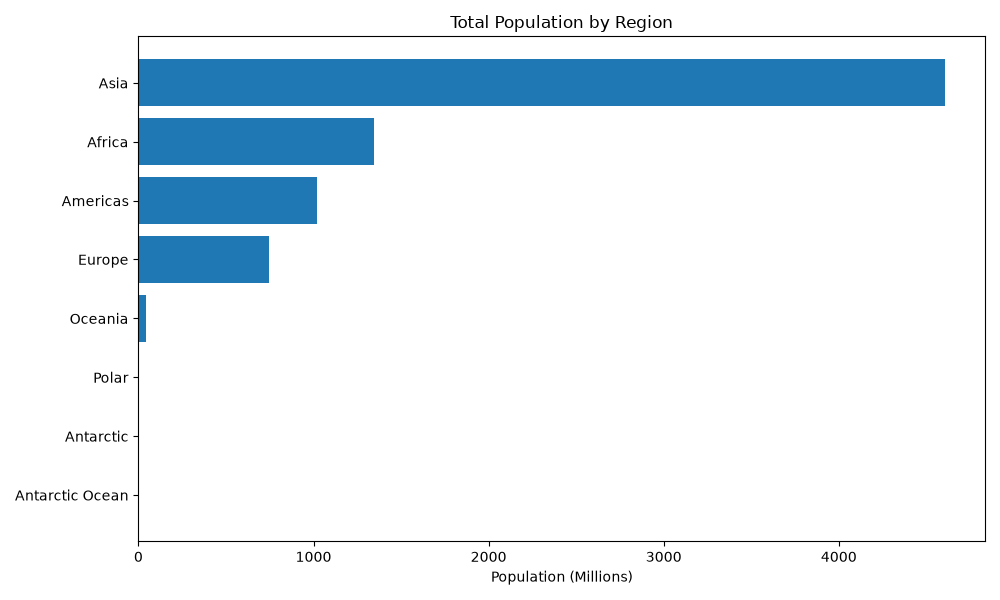 Total Population by Region
Asia
Africa
Americas
Europe
Oceania
Polar
Antarctic
Antarctic Ocean
0 1000 2000 3000 4000
Population (Millions)